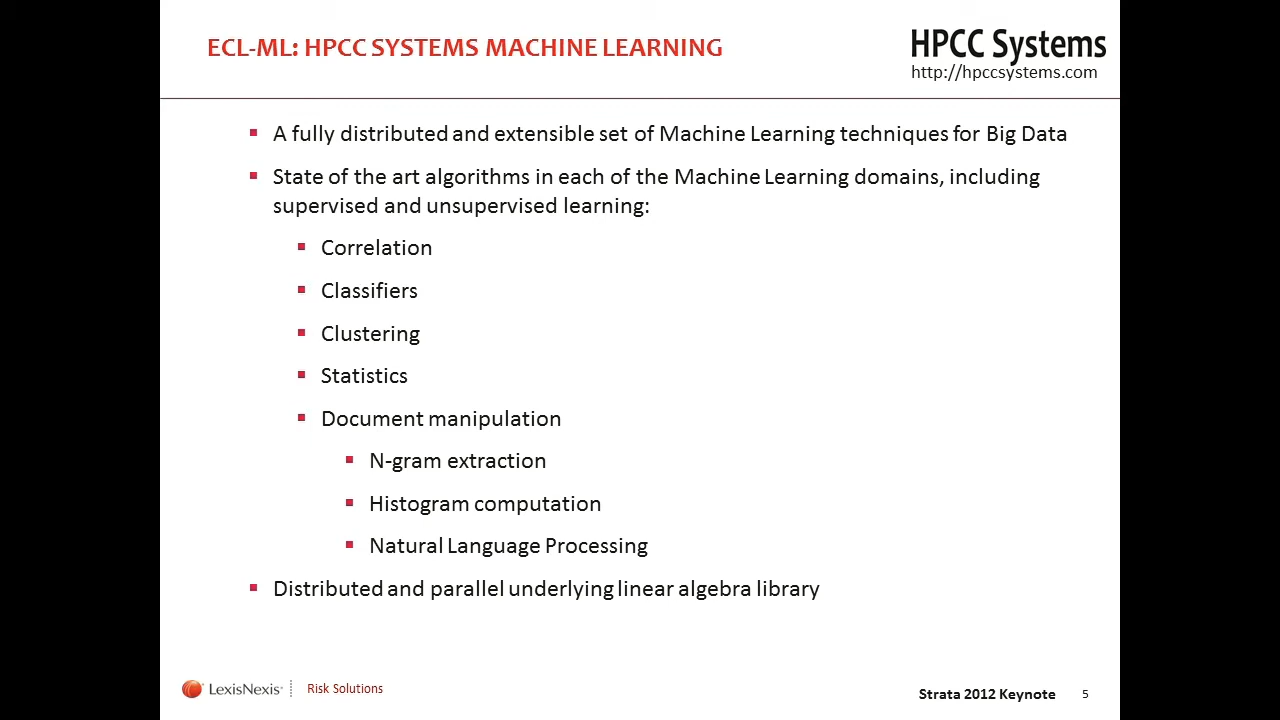 ECL-ML: HPCC SYSTEMS MACHINE LEARNING
HPCC Systems
http://hpccsystems.com
A fully distributed and extensible set of Machine Learning techniques for Big Data
State of the art algorithms in each of the Machine Learning domains, including
supervised and unsupervised learning:
Correlation
Classifiers
Clustering
Statistics
Document manipulation
N-gram extraction
Histogram computation
Natural Language Processing
Distributed and parallel underlying linear algebra library
LexisNexis Risk Solutions
Strata 2012 Keynote 5